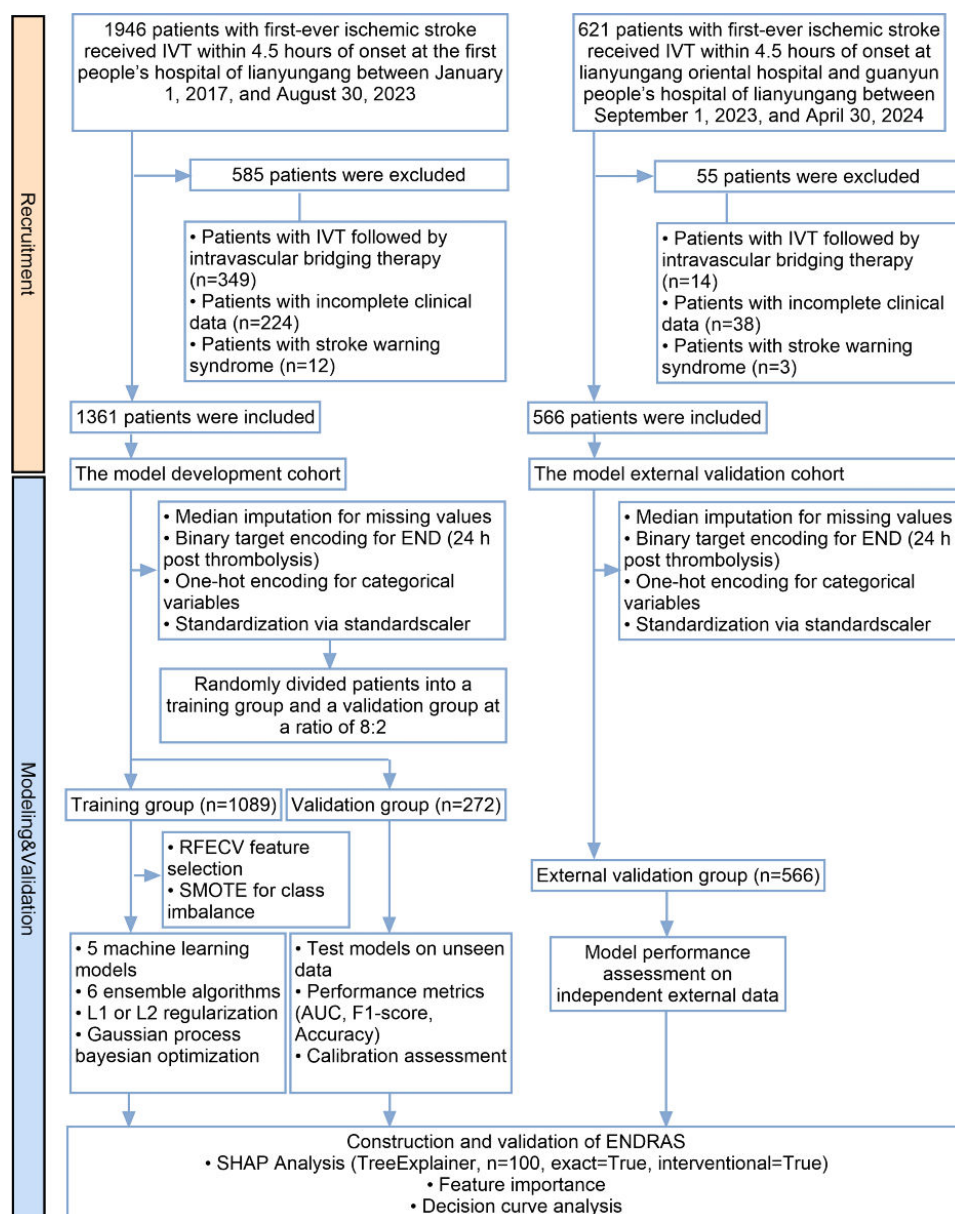 Recruitment
1946 patients with first-ever ischemic stroke
received IVT within 4.5 hours of onset at the first
people's hospital of lianyungang between January
1, 2017, and August 30, 2023
585 patients were excluded
• Patients with IVT followed by
intravascular bridging therapy
(n=349)
• Patients with incomplete clinical
data (n=224)
• Patients with stroke warning
syndrome (n=12)
1361 patients were included
621 patients with first-ever ischemic stroke
received IVT within 4.5 hours of onset at
lianyungang oriental hospital and guanyun
people's hospital of lianyungang between
September 1, 2023, and April 30, 2024
55 patients were excluded
• Patients with IVT followed by
intravascular bridging therapy
(n=14)
• Patients with incomplete clinical
data (n=38)
• Patients with stroke warning
syndrome (n=3)
566 patients were included
Modeling&Validation
The model development cohort
• Median imputation for missing values
• Binary target encoding for END (24 h
post thrombolysis)
• One-hot encoding for categorical
variables
• Standardization via standardscaler
Randomly divided patients into a
training group and a validation group at
a ratio of 8:2
Training group (n=1089)
• RFECV feature
selection
• SMOTE for class
imbalance
• 5 machine learning
models
• 6 ensemble algorithms
• L1 or L2 regularization
• Gaussian process
bayesian optimization
Validation group (n=272)
• Test models on unseen
data
• Performance metrics
(AUC, F1-score,
Accuracy)
• Calibration assessment
The model external validation cohort
• Median imputation for missing values
• Binary target encoding for END (24 h
post thrombolysis)
• One-hot encoding for categorical
variables
• Standardization via standardscaler
External validation group (n=566)
Model performance
assessment on
independent external data
Construction and validation of ENDRAS
• SHAP Analysis (TreeExplainer, n=100, exact=True, interventional=True)
• Feature importance
• Decision curve analysis